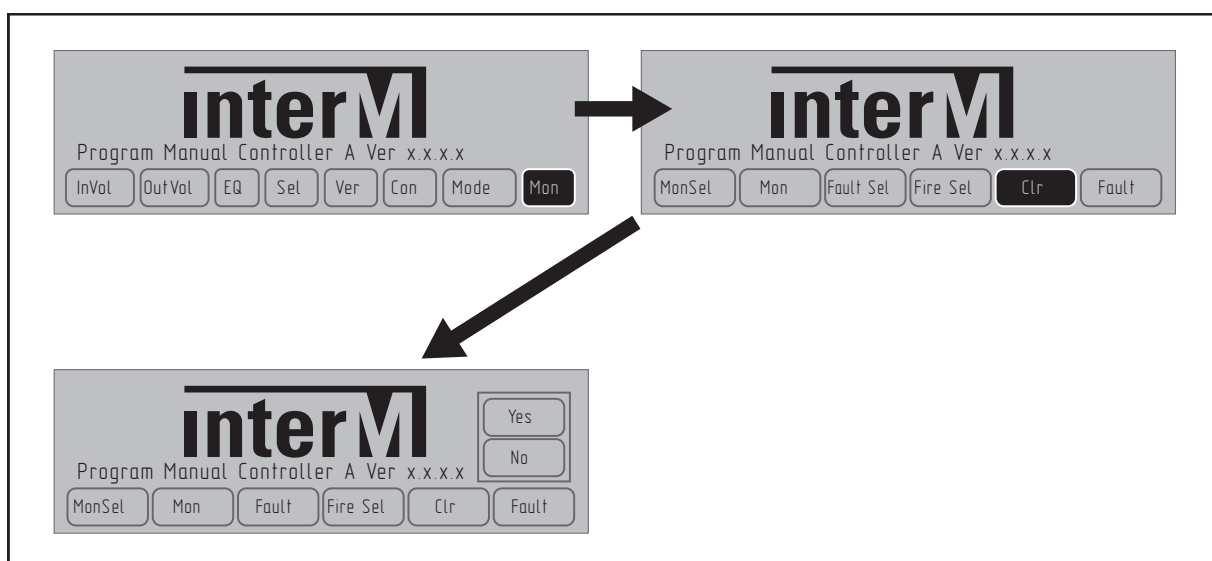 interM
Program Manual Controller A Ver x.x.x.x
InVol OutVol EQ Sel Ver Con Mode Mon
interM
Program Manual Controller A Ver x.x.x.x
MonSel Mon Fault Sel Fire Sel Clr Fault
interM
Yes
No
Program Manual Controller A Ver x.x.x.x
MonSel Mon Fault Fire Sel Clr Fault